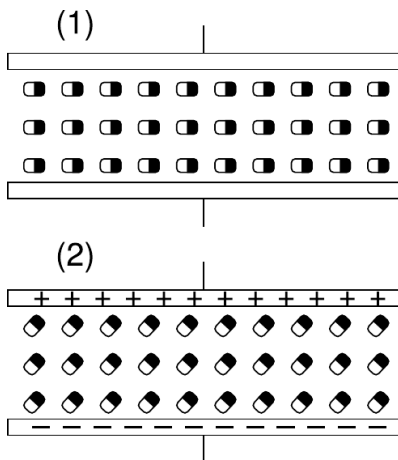 (1)
(2)
+ + + + + + + + + + + +
− − − − − − − − − − − − − −